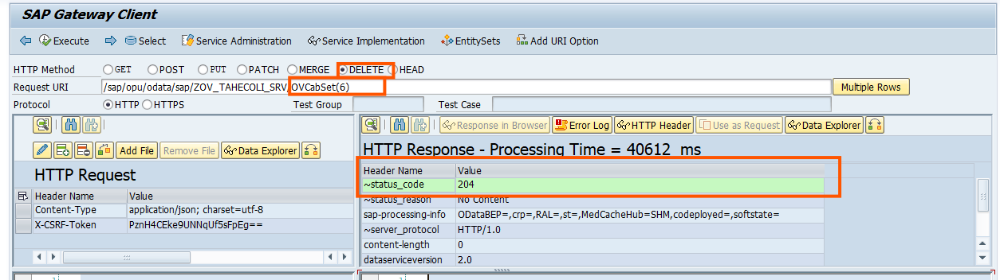 SAP Gateway Client
Execute Select Service Administration Service Implementation EntitySets Add URI Option
HTTP Method GET POST PUT PATCH MERGE DELETE HEAD
Request URI /sap/opu/odata/sap/ZOV_TAHECOLI_SRV/OVCabSet(6) Multiple Rows
Protocol HTTP HTTPS Test Group Test Case
Add File Remove File Data Explorer
HTTP Request
Header Name Value
Content-Type application/json; charset=utf-8
X-CSRF-Token PznH4CEke9UNNqUf5sFpEg==
Response in Browser Error Log HTTP Header Use as Request Data Explorer
HTTP Response - Processing Time = 40612 ms
Header Name Value
~status_code 204
~status_reason No Content
sap-processing-info ODataBEP=,crp=,RAL=,st=,MedCacheHub=SHM,codeployed=,softstate=
~server_protocol HTTP/1.0
content-length 0
dataserviceversion 2.0